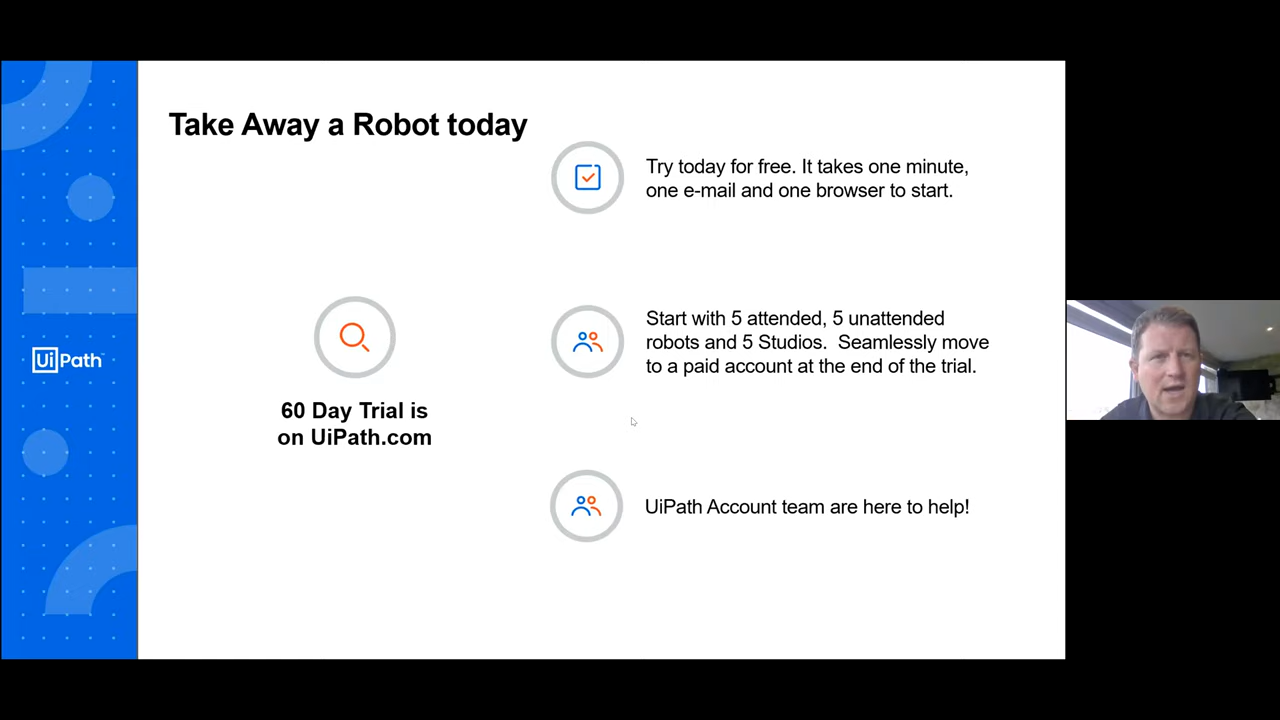 Take Away a Robot today
Try today for free. It takes one minute,
one e-mail and one browser to start.
Start with 5 attended, 5 unattended
robots and 5 Studios.  Seamlessly move
to a paid account at the end of the trial.
UiPath™
60 Day Trial is
on UiPath.com
UiPath Account team are here to help!